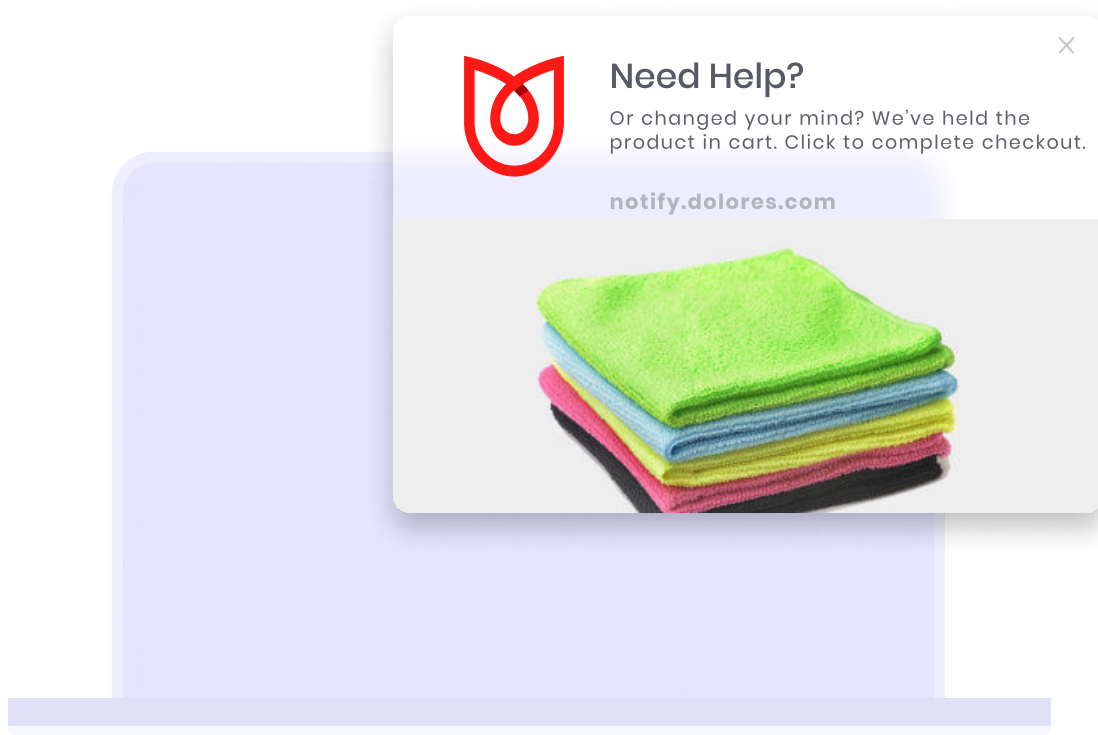 Need Help?
Or changed your mind? We’ve held the
product in cart. Click to complete checkout.
notify.dolores.com